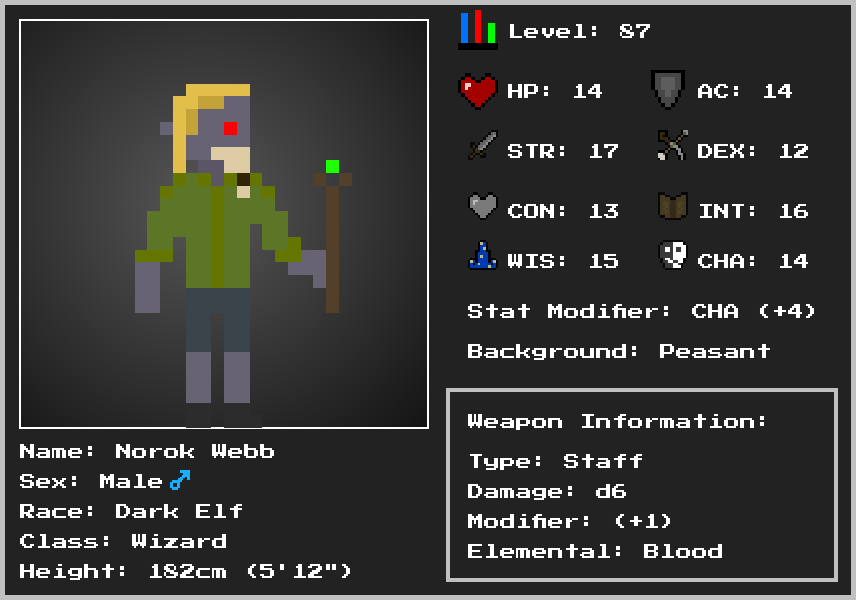 Level: 87
HP: 14 AC: 14
STR: 17 DEX: 12
CON: 13 INT: 16
WIS: 15 CHA: 14
Stat Modifier: CHA (+4)
Background: Peasant
Weapon Information:
Type: Staff
Damage: d6
Modifier: (+1)
Elemental: Blood
Name: Norok Webb
Sex: Male ♂
Race: Dark Elf
Class: Wizard
Height: 182cm (5'12")